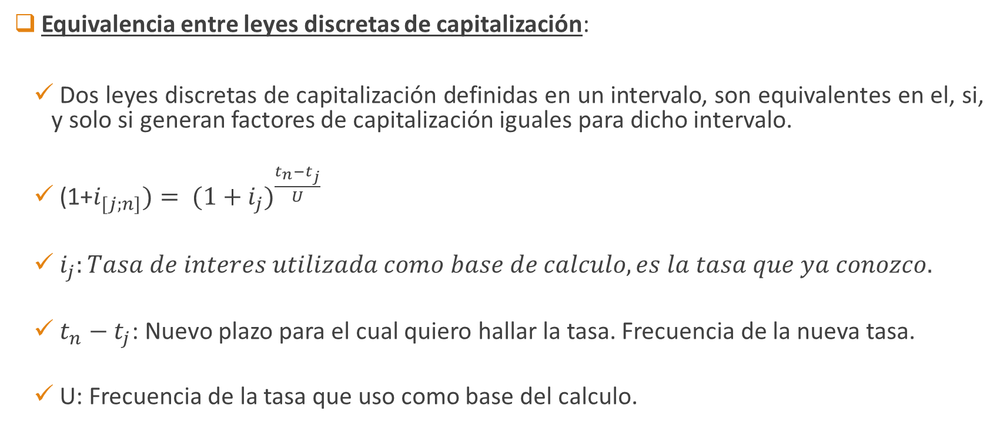 Equivalencia entre leyes discretas de capitalización:
Dos leyes discretas de capitalización definidas en un intervalo, son equivalentes en el, si,
y solo si generan factores de capitalización iguales para dicho intervalo.
(1+i_{[j;n]}) = (1 + i_j)^{\frac{t_n−t_j}{U}}
i_j: Tasa de interes utilizada como base de calculo, es la tasa que ya conozco.
t_n − t_j: Nuevo plazo para el cual quiero hallar la tasa. Frecuencia de la nueva tasa.
U: Frecuencia de la tasa que uso como base del calculo.